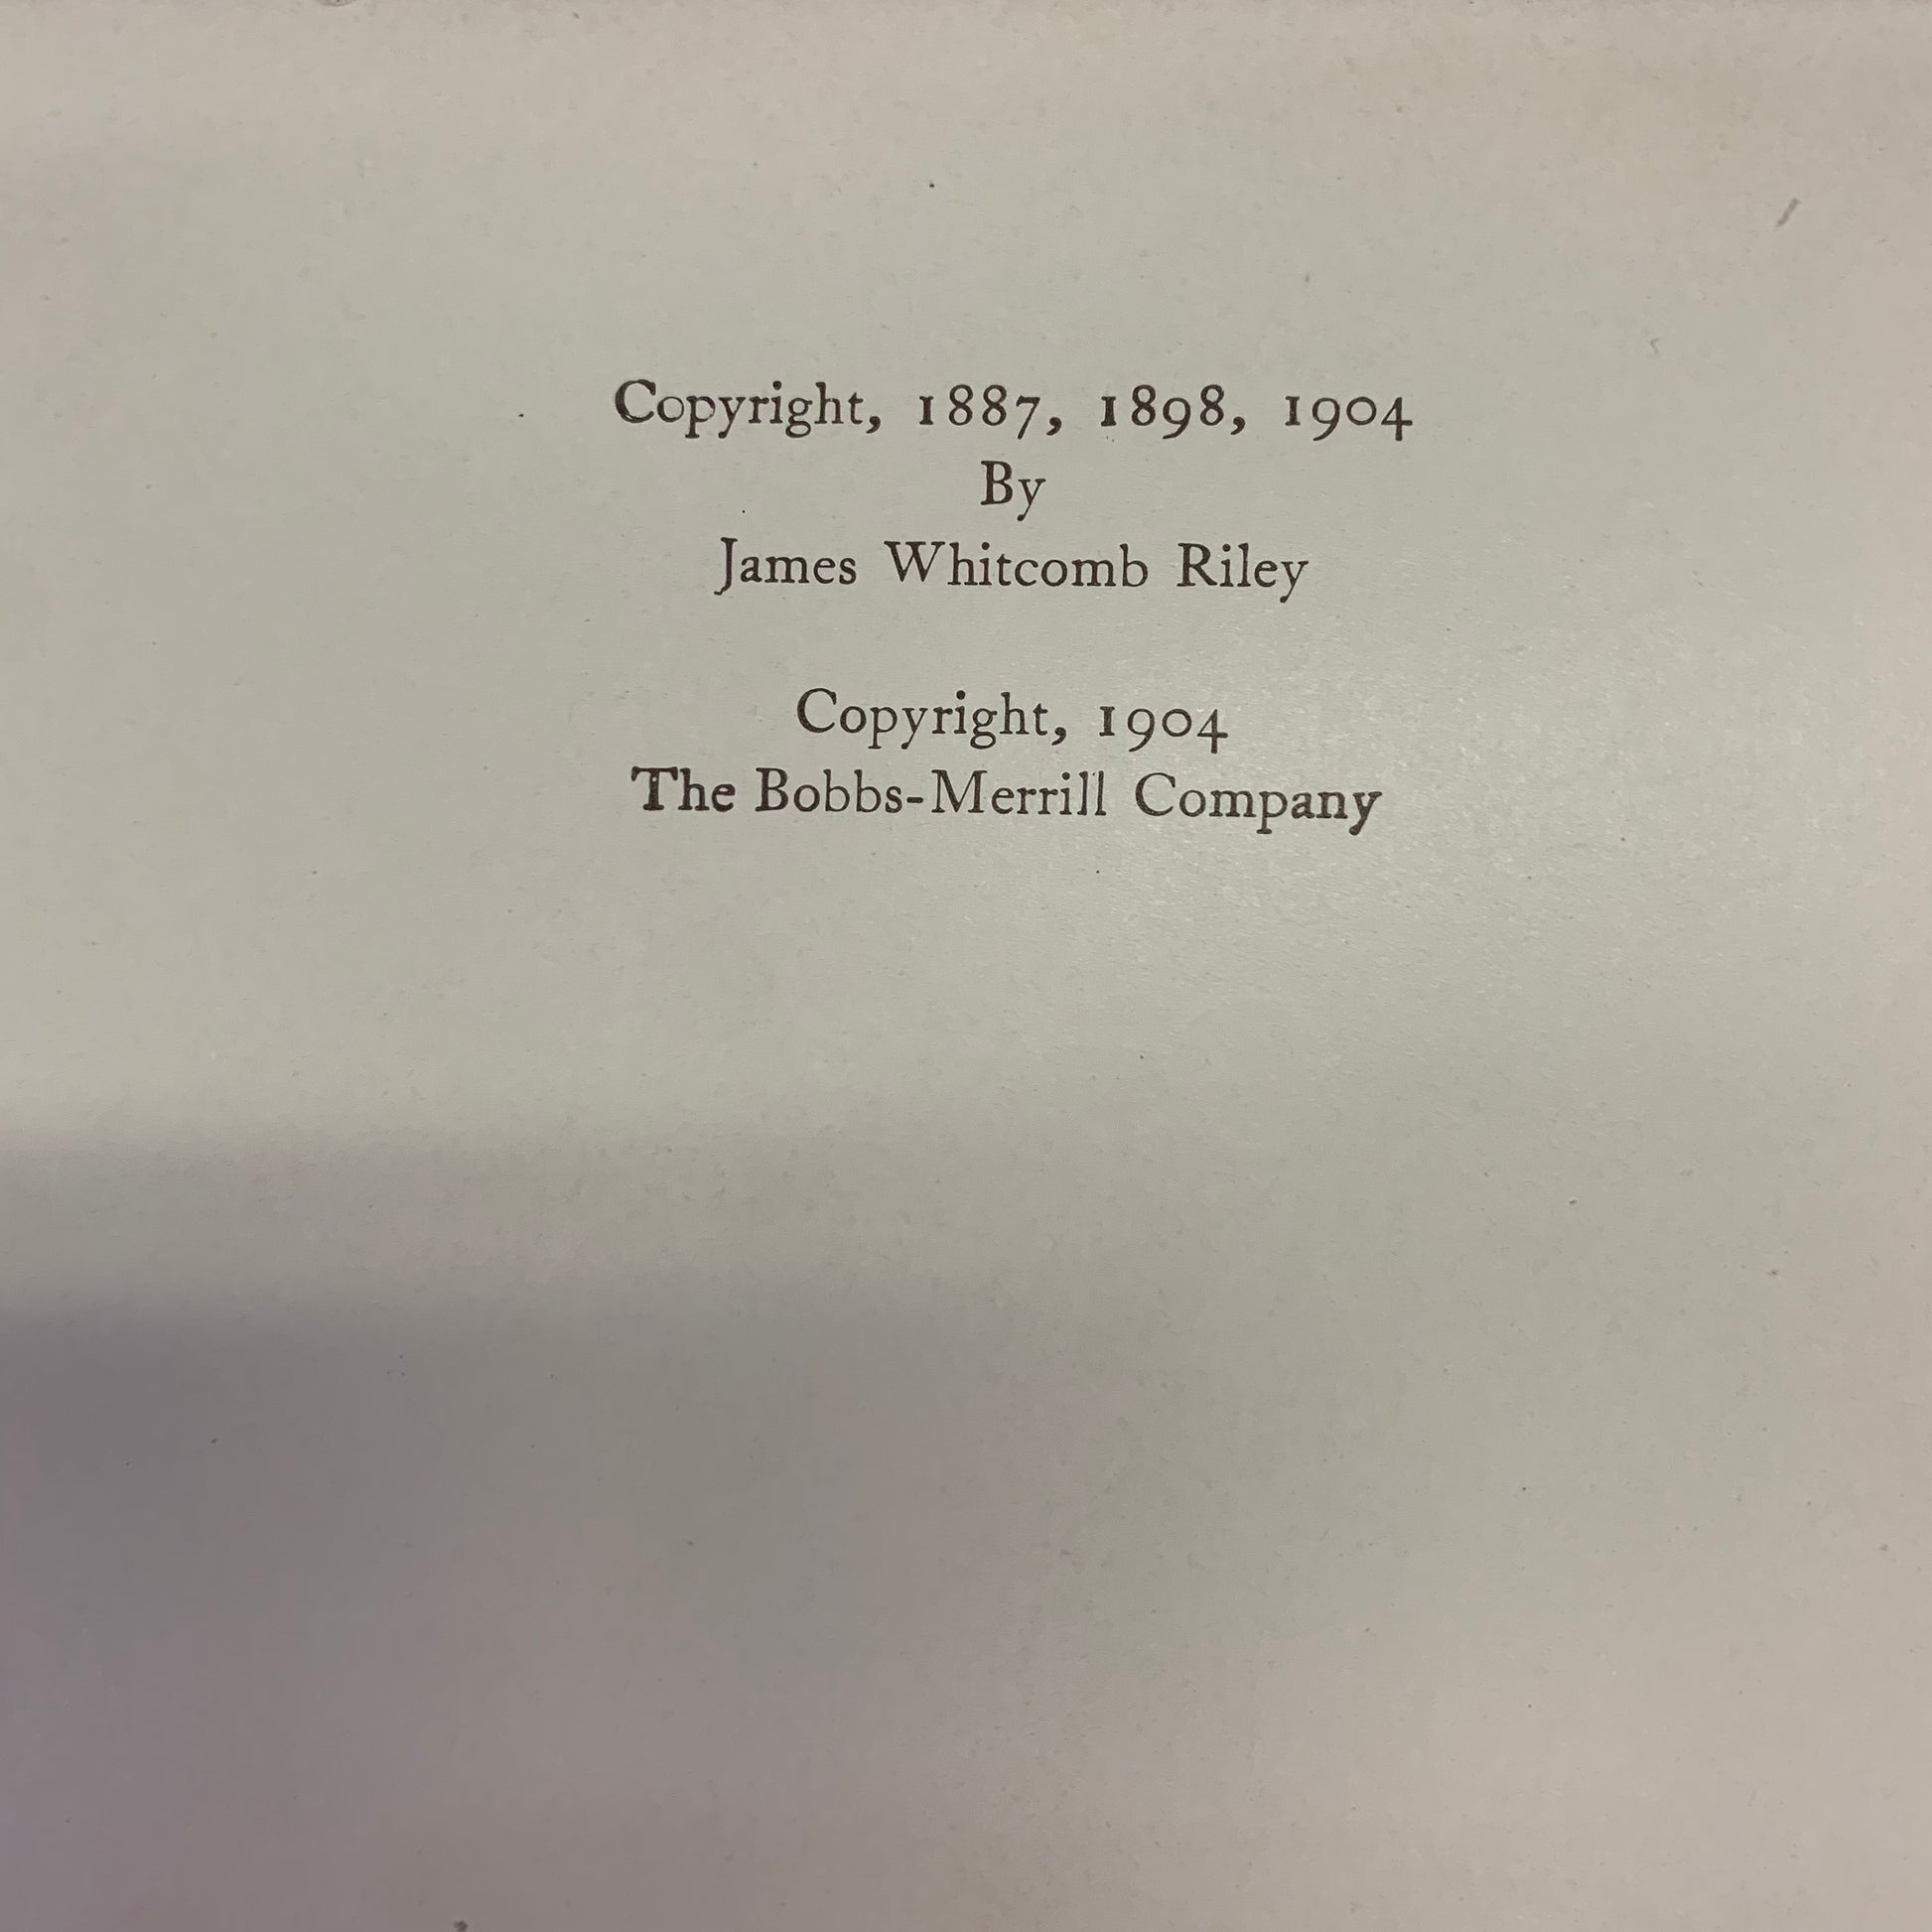 Copyright, 1887, 1898, 1904
By
James Whitcomb Riley
Copyright, 1904
The Bobbs-Merrill Company